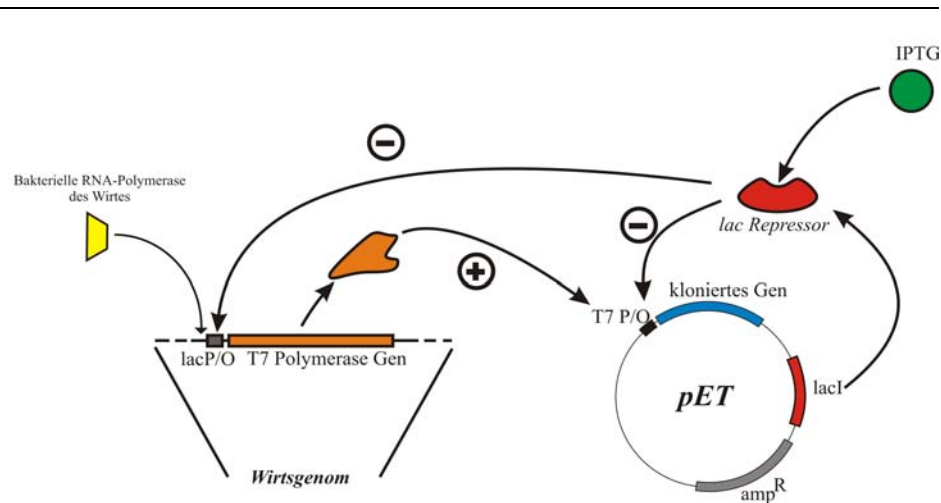 IPTG
Bakterielle RNA-Polymerase
des Wirtes
lac Repressor
kloniertes Gen
T7 P/O
lacP/O
T7 Polymerase Gen
lacI
pET
Wirtsgenom
amp^R